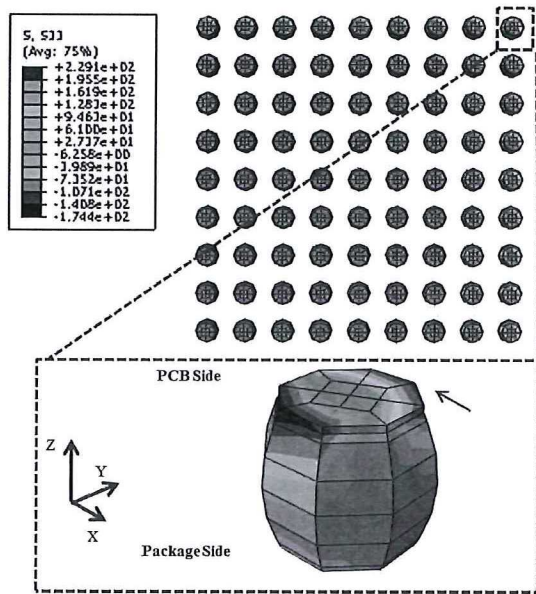 S, S33
(Avg: 75%)
+2.291e+02
+1.955e+02
+1.619e+02
+1.283e+02
+9.463e+01
+6.100e+01
+2.737e+01
-6.258e+00
-3.989e+01
-7.352e+01
-1.071e+02
-1.408e+02
-1.744e+02
PCB Side
Z
Y
X
Package Side